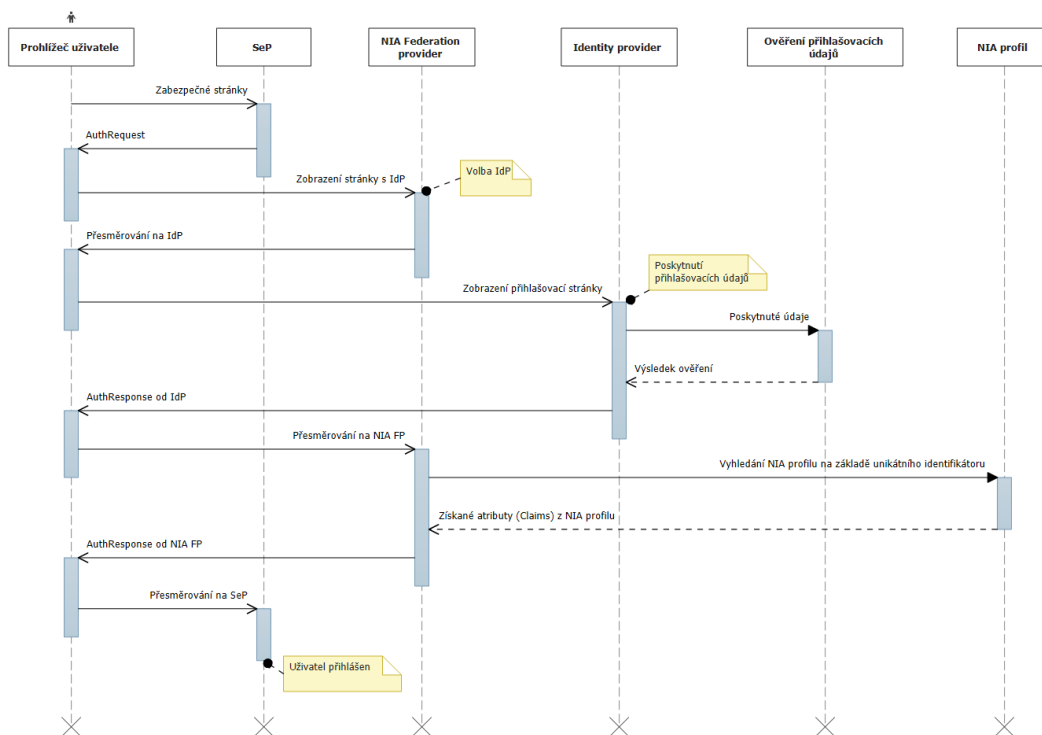 Prohlížeč uživatele
SeP
NIA Federation
provider
Identity provider
Ověření přihlašovacích
údajů
NIA profil
Zabezpečné stránky
AuthRequest
Volba IdP
Zobrazení stránky s IdP
Přesměrování na IdP
Poskytnutí
přihlašovacích údajů
Zobrazení přihlašovací stránky
Poskytnuté údaje
Výsledek ověření
AuthResponse od IdP
Přesměrování na NIA FP
Vyhledání NIA profilu na základě unikátního identifikátoru
Získané atributy (Claims) z NIA profilu
AuthResponse od NIA FP
Přesměrování na SeP
Uživatel přihlášen